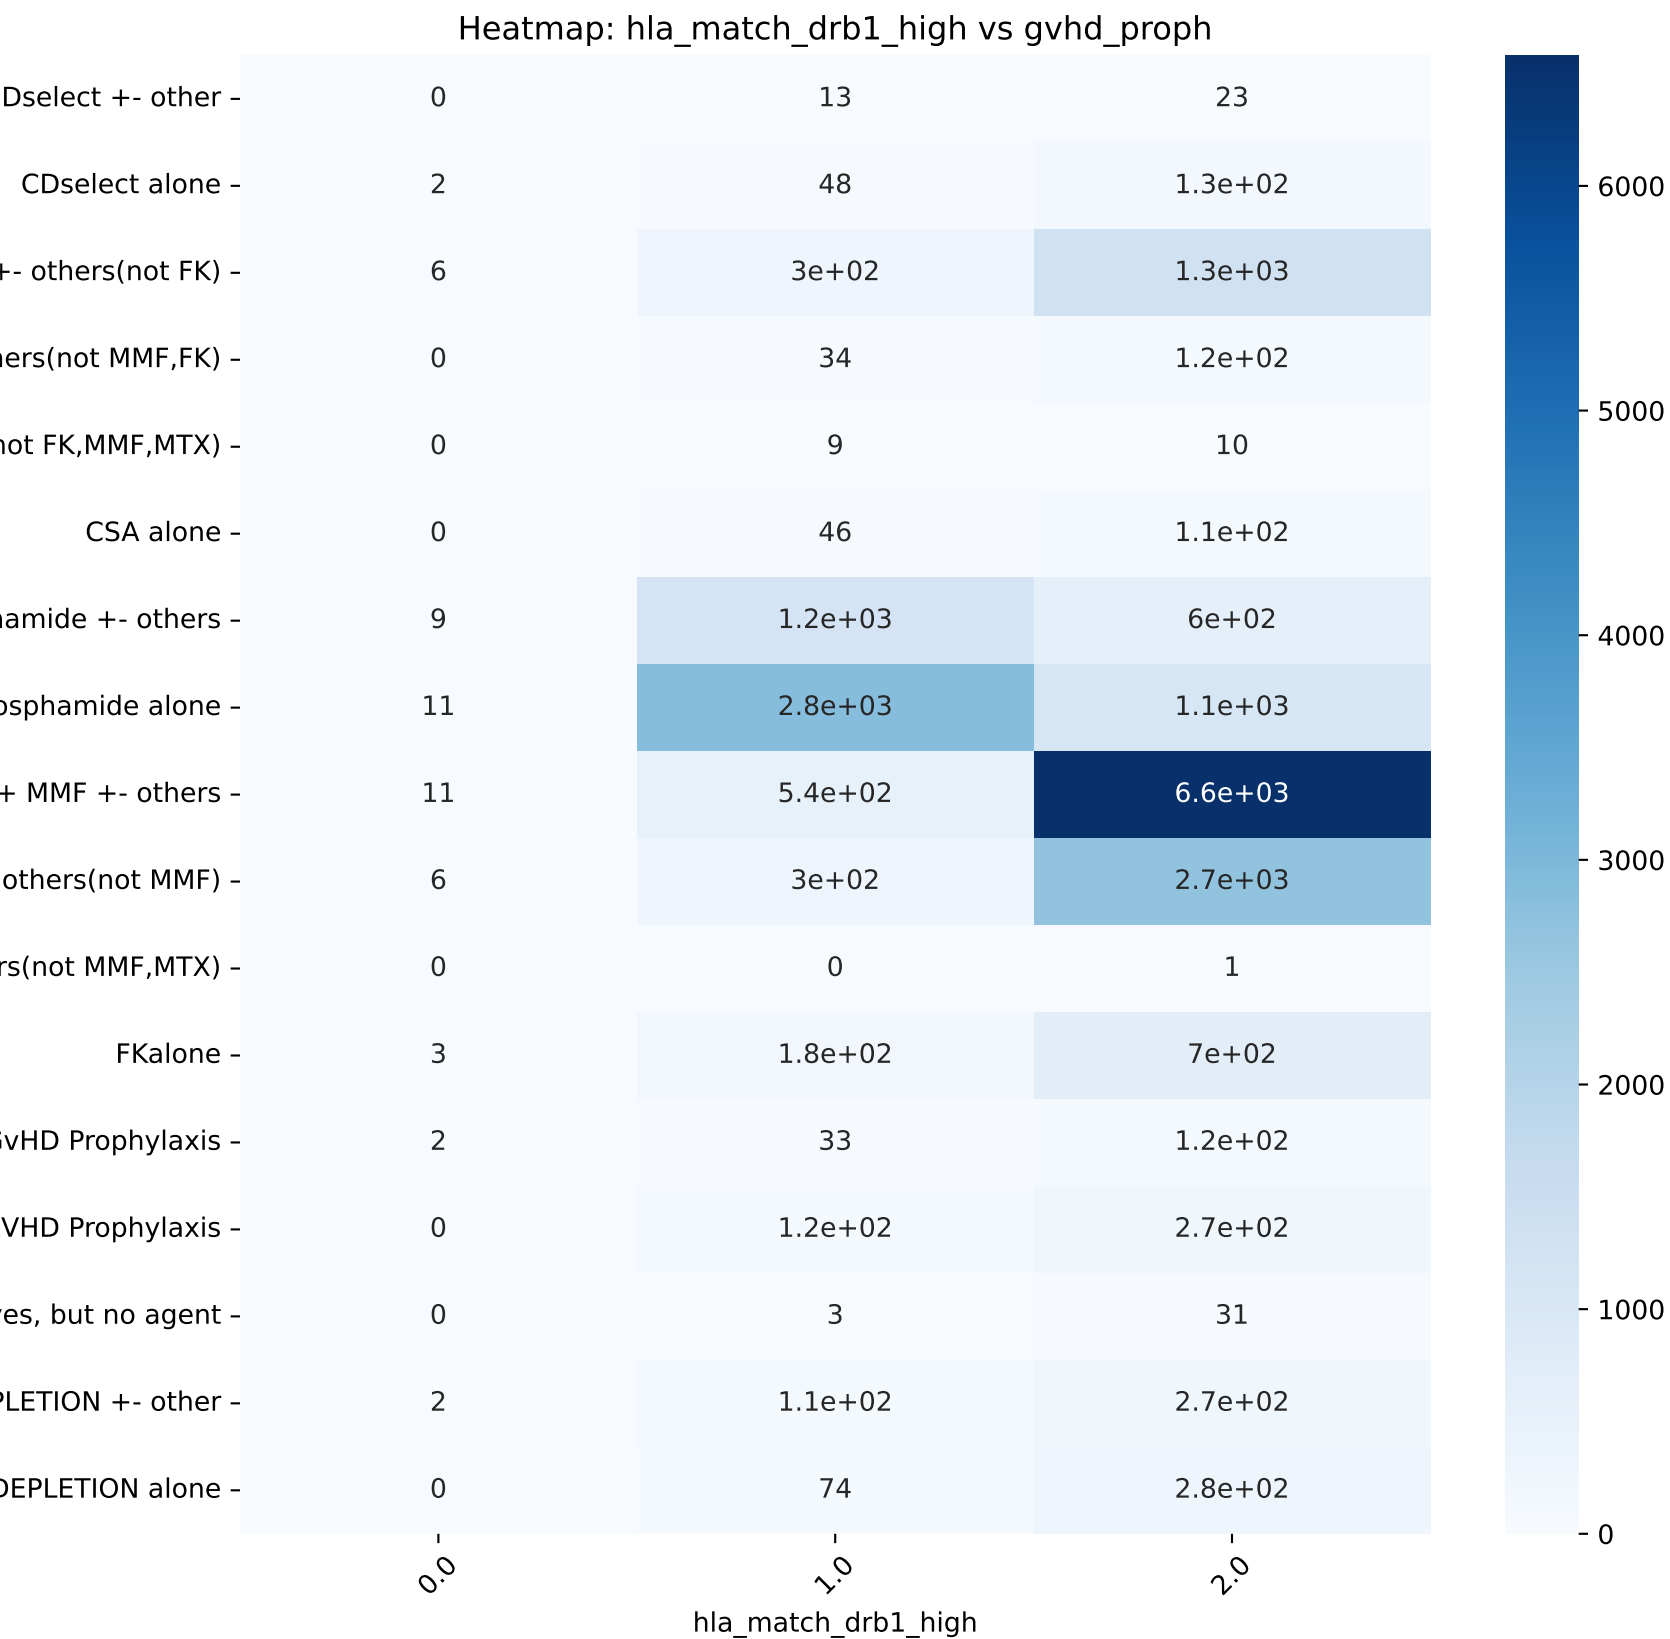 Heatmap: hla_match_drb1_high vs gvhd_proph
Dselect +- other 0 13 23
CDselect alone 2 48 1.3e+02
+- others(not FK) 6 3e+02 1.3e+03
ers(not MMF,FK) 0 34 1.2e+02
not FK,MMF,MTX) 0 9 10
CSA alone 0 46 1.1e+02
amide +- others 9 1.2e+03 6e+02
osphamide alone 11 2.8e+03 1.1e+03
+ MMF +- others 11 5.4e+02 6.6e+03
others(not MMF) 6 3e+02 2.7e+03
rs(not MMF,MTX) 0 0 1
FKalone 3 1.8e+02 7e+02
GvHD Prophylaxis 2 33 1.2e+02
VHD Prophylaxis 0 1.2e+02 2.7e+02
es, but no agent 0 3 31
PLETION +- other 2 1.1e+02 2.7e+02
DEPLETION alone 0 74 2.8e+02
0.0 1.0 2.0
hla_match_drb1_high
6000
5000
4000
3000
2000
1000
0